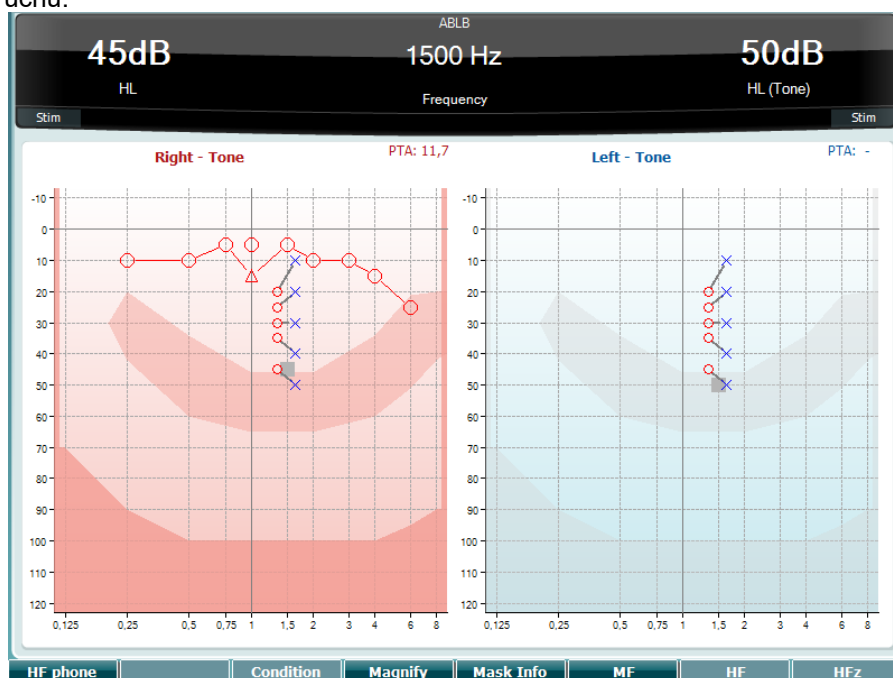 uchu.
ABLB
45dB 1500 Hz 50dB
HL Frequency HL (Tone)
Stim Stim
Right - Tone PTA: 11,7 Left - Tone PTA: -
-10 -10
0 0
10 10
20 20
30 30
40 40
50 50
60 60
70 70
80 80
90 90
100 100
110 110
120 120
0,125 0,25 0,5 0,75 1 1,5 2 3 4 6 8 0,125 0,25 0,5 0,75 1 1,5 2 3 4 6 8
HF phone Condition Magnify Mask Info MF HF HFz